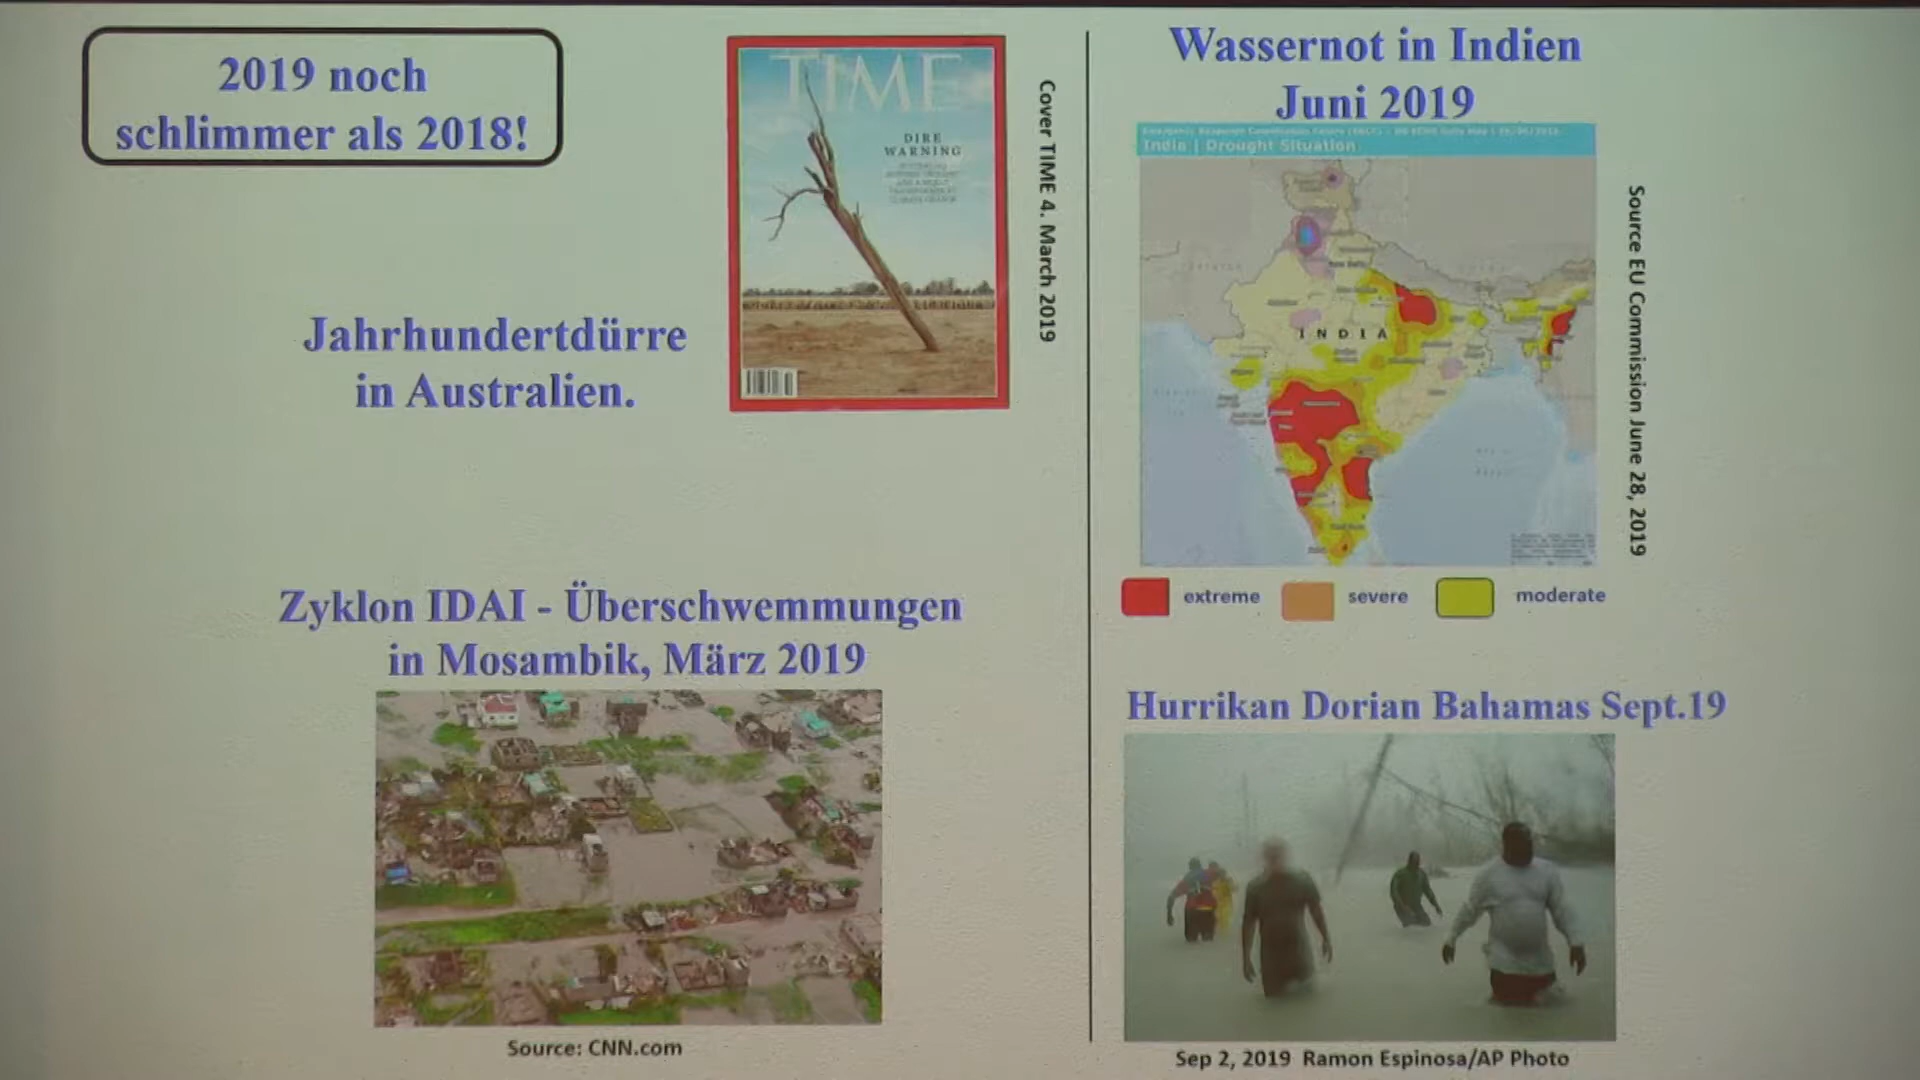 2019 noch
schlimmer als 2018!
TIME
DIRE
WARNING
Cover TIME 4. March 2019
Jahrhundertdürre
in Australien.
Zyklon IDAI - Überschwemmungen
in Mosambik, März 2019
Source: CNN.com
Wassernot in Indien
Juni 2019
India | Drought Situation
INDIA
Source EU Commission June 28, 2019
extreme severe moderate
Hurrikan Dorian Bahamas Sept.19
Sep 2, 2019 Ramon Espinosa/AP Photo